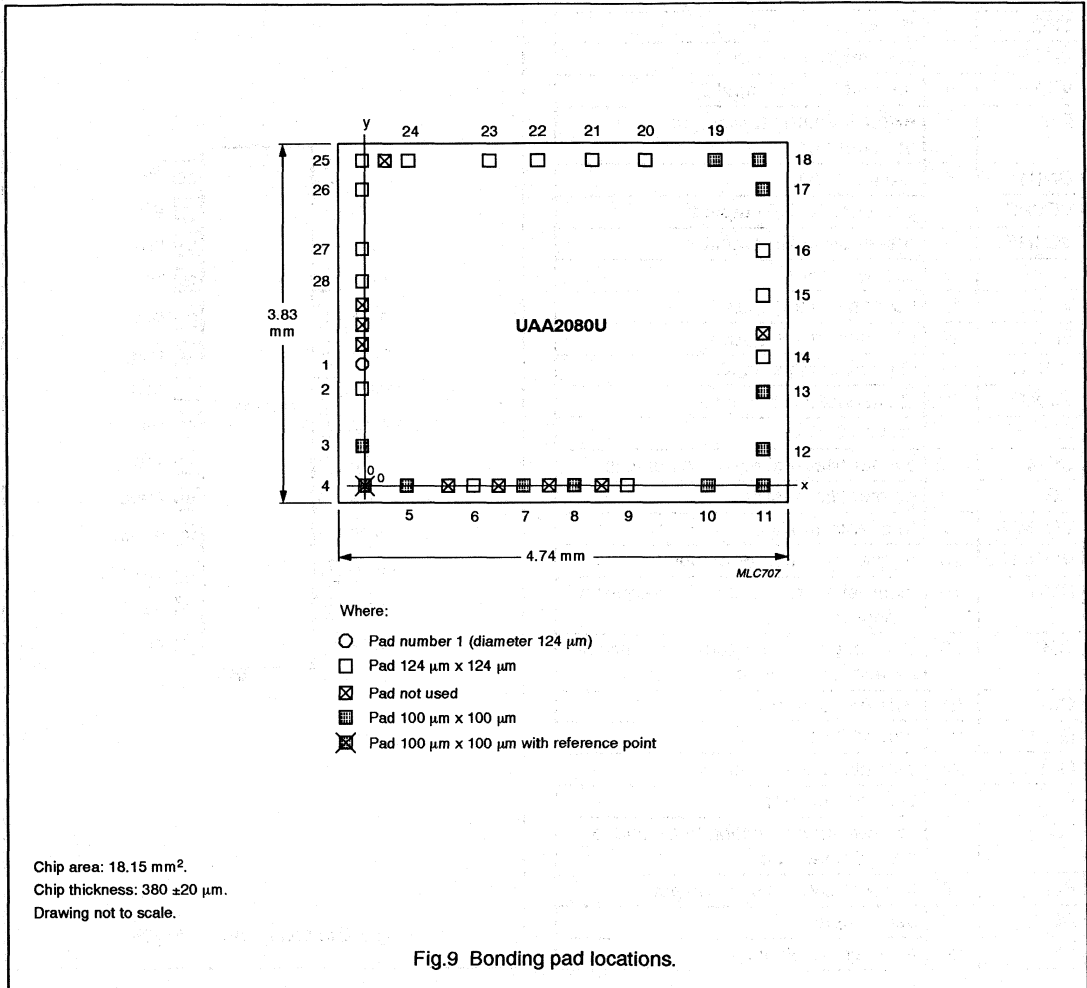 y
24 23 22 21 20 19
25 18
26 17
27 16
28 15
3.83
mm
UAA2080U
1 14
2 13
3 12
0
0
4 x
5 6 7 8 9 10 11
4.74 mm
MLC707
Where:
Pad number 1 (diameter 124 µm)
Pad 124 µm x 124 µm
Pad not used
Pad 100 µm x 100 µm
Pad 100 µm x 100 µm with reference point
Chip area: 18.15 mm².
Chip thickness: 380 ±20 µm.
Drawing not to scale.
Fig.9 Bonding pad locations.